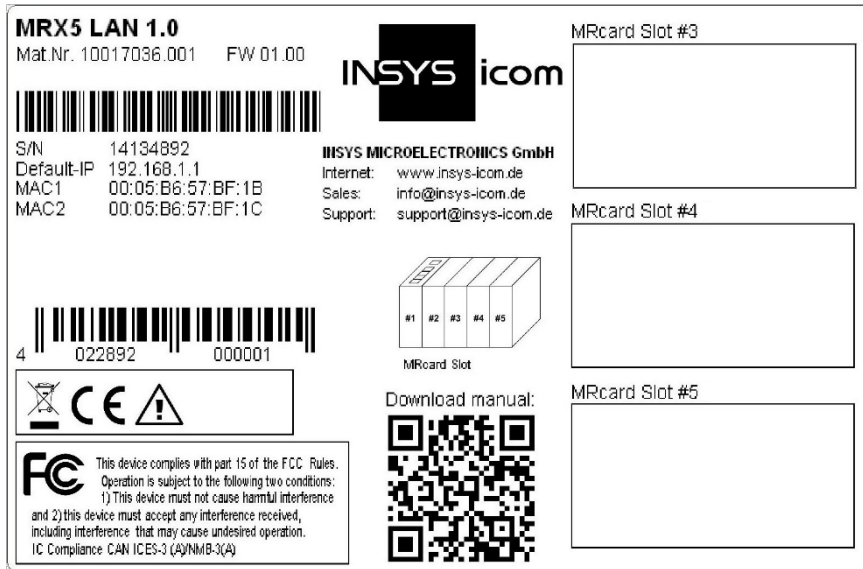 MRX5 LAN 1.0
Mat.Nr. 10017036.001 FW 01.00
S/N 14134892
Default-IP 192.168.1.1
MAC1 00:05:B6:57:BF:1B
MAC2 00:05:B6:57:BF:1C
4 022892 000001
FC
This device complies with part 15 of the FCC Rules.
Operation is subject to the following two conditions:
1) This device must not cause harmful interference
and 2) this device must accept any interference received,
including interference that may cause undesired operation.
IC Compliance CAN ICES-3 (A)/NMB-3(A)
INSYS icom
INSYS MICROELECTRONICS GmbH
Internet: www.insys-icom.de
Sales: info@insys-icom.de
Support: support@insys-icom.de
#1 #2 #3 #4 #5
MRcard Slot
Download manual:
MRcard Slot #3
MRcard Slot #4
MRcard Slot #5